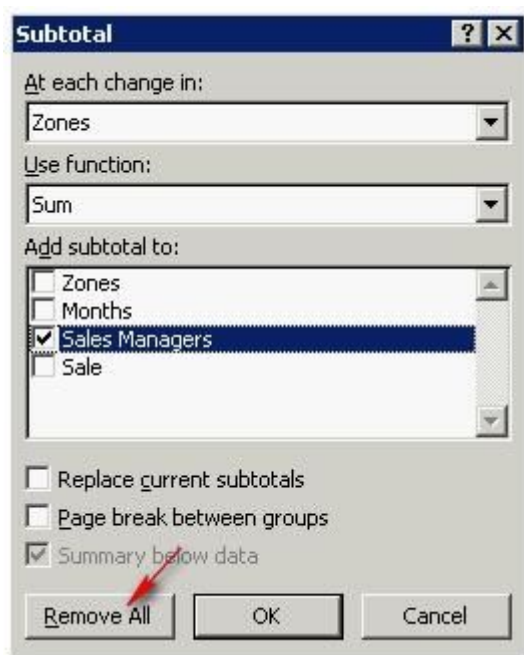 Subtotal ? X
At each change in:
Zones
Use function:
Sum
Add subtotal to:
Zones
Months
Sales Managers
Sale
Replace current subtotals
Page break between groups
Summary below data
Remove All OK Cancel